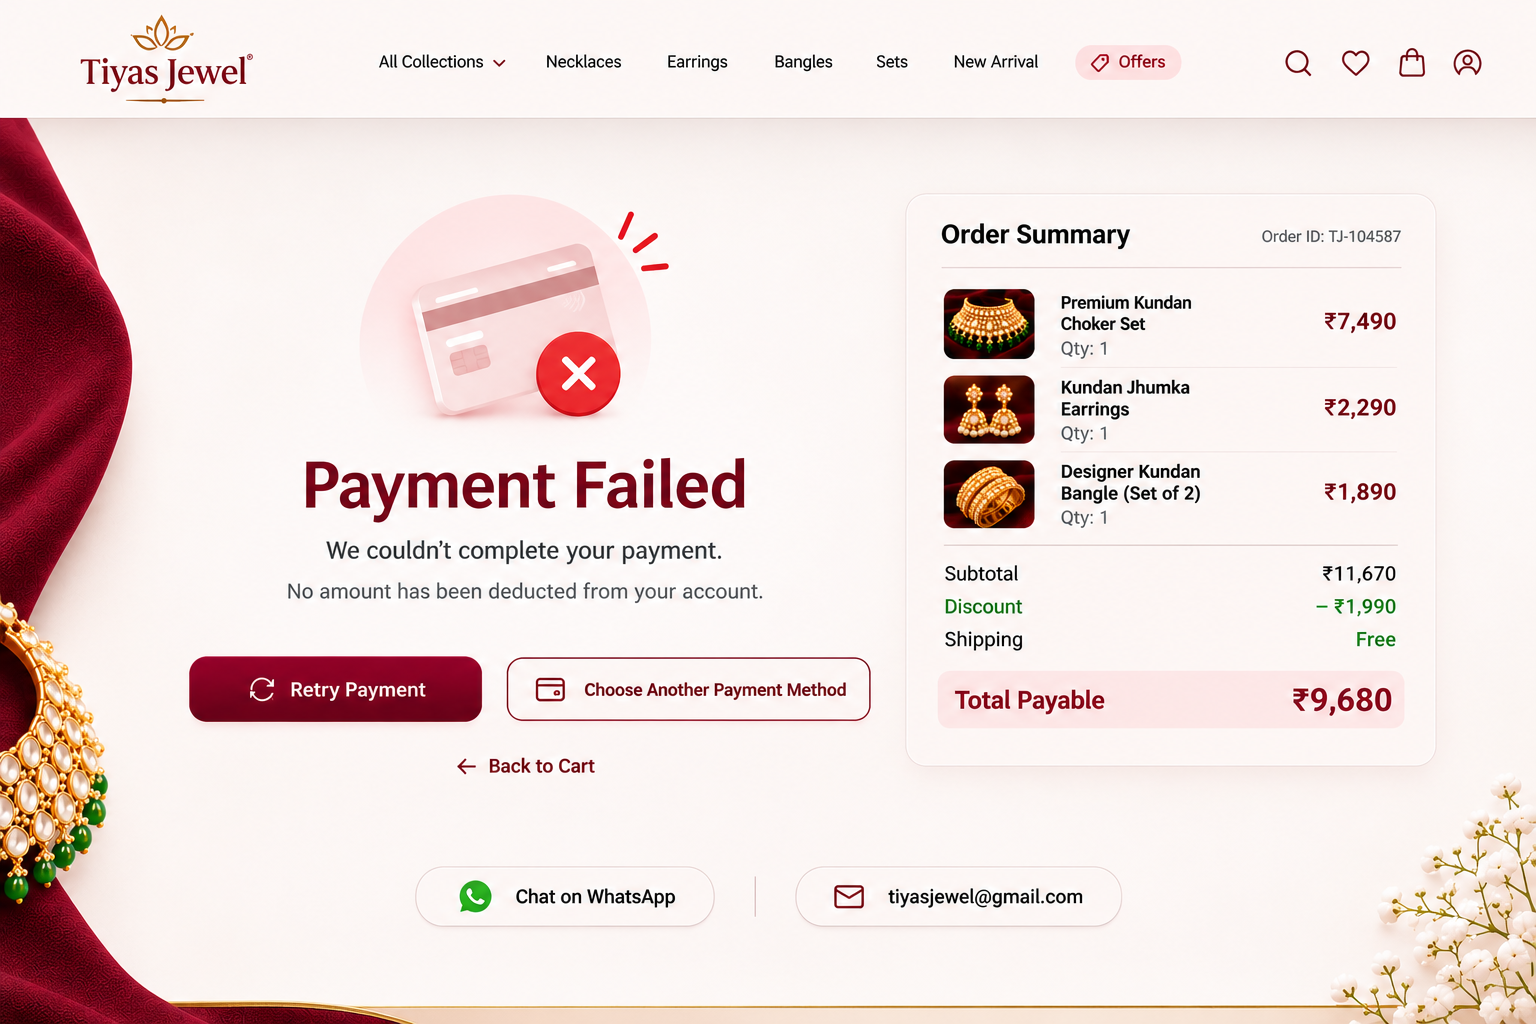 Tiyas Jewel®
All Collections
Necklaces
Earrings
Bangles
Sets
New Arrival
Offers
Payment Failed
We couldn’t complete your payment.
No amount has been deducted from your account.
Retry Payment
Choose Another Payment Method
Back to Cart
Order Summary
Order ID: TJ-104587
Premium Kundan
Choker Set
Qty: 1
₹7,490
Kundan Jhumka
Earrings
Qty: 1
₹2,290
Designer Kundan
Bangle (Set of 2)
Qty: 1
₹1,890
Subtotal ₹11,670
Discount – ₹1,990
Shipping Free
Total Payable ₹9,680
Chat on WhatsApp
tiyasjewel@gmail.com